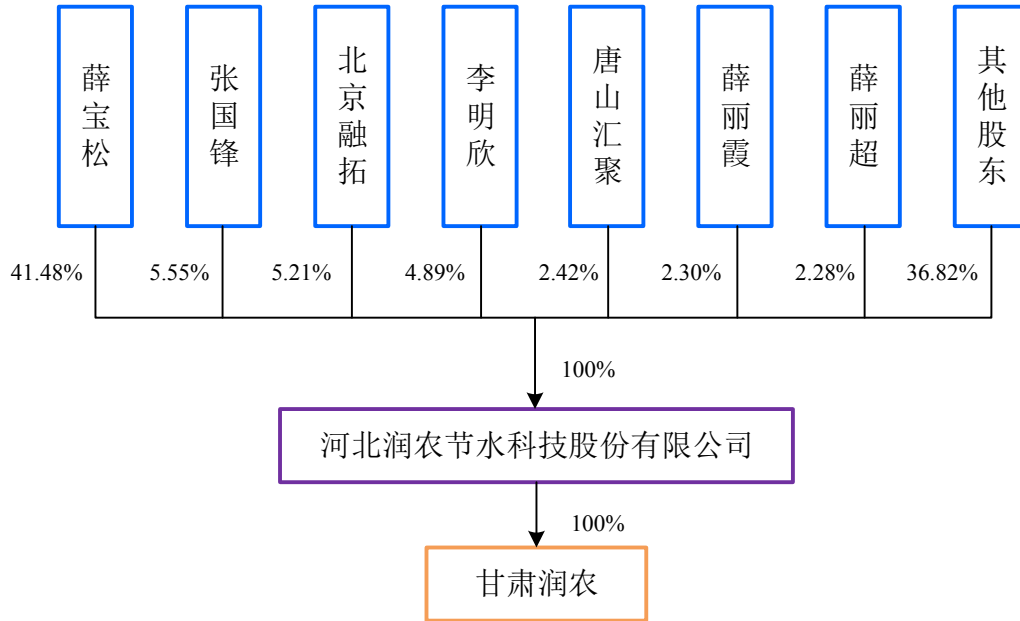 薛宝松
张国锋
北京融拓
李明欣
唐山汇聚
薛丽霞
薛丽超
其他股东
41.48%
5.55%
5.21%
4.89%
2.42%
2.30%
2.28%
36.82%
100%
河北润农节水科技股份有限公司
100%
甘肃润农